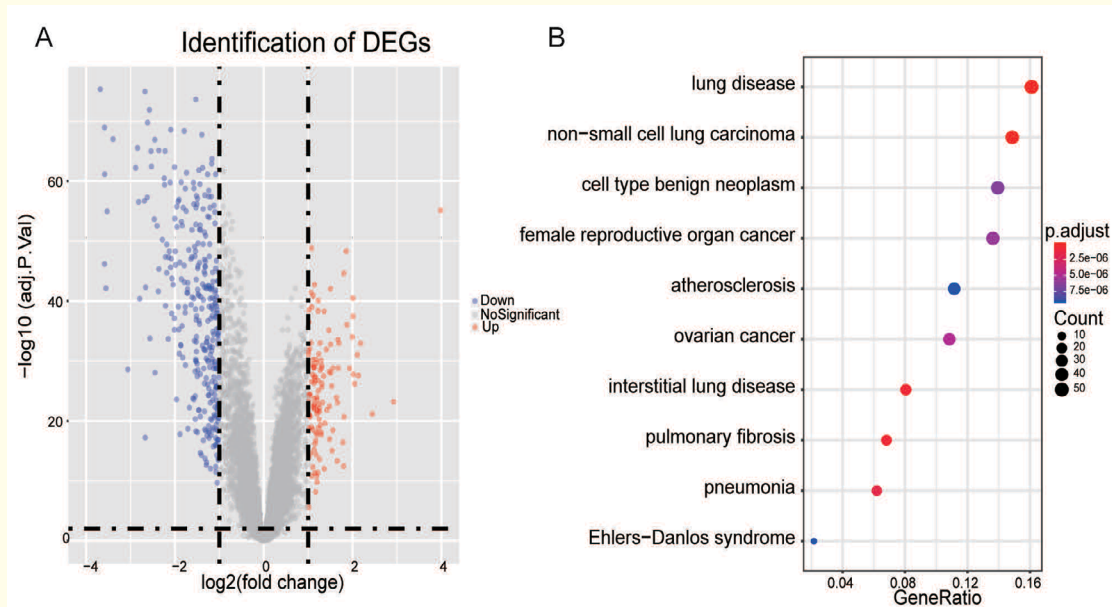 A
Identification of DEGs
−log10 (adj.P.Val)
60
40
20
0
−4
−2
0
2
4
log2(fold change)
Down
NoSignificant
Up
B
lung disease
non−small cell lung carcinoma
cell type benign neoplasm
female reproductive organ cancer
atherosclerosis
ovarian cancer
interstitial lung disease
pulmonary fibrosis
pneumonia
Ehlers−Danlos syndrome
0.04
0.08
0.12
0.16
GeneRatio
p.adjust
2.5e−06
5.0e−06
7.5e−06
Count
10
20
30
40
50